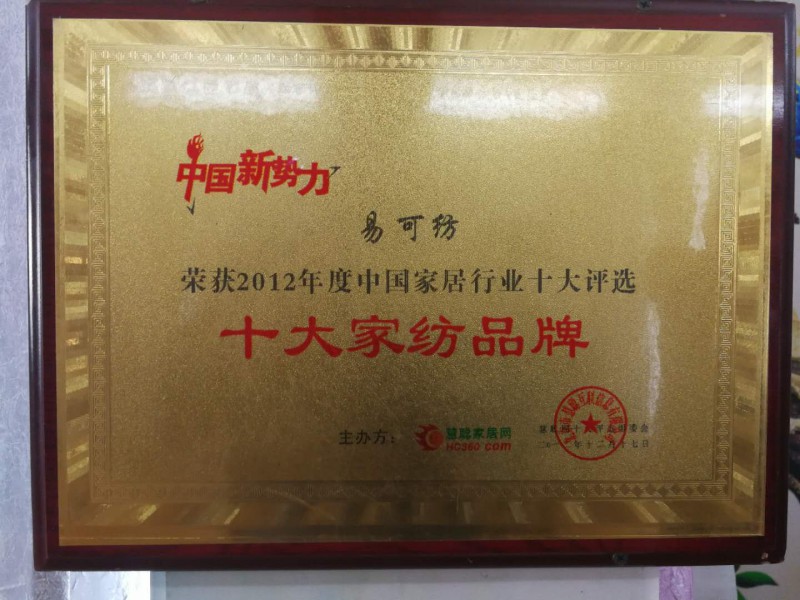 中国新势力
易可纺
荣获2012年度中国家居行业十大评选
十大家纺品牌
主办方：
慧聪家居网
HC360.com